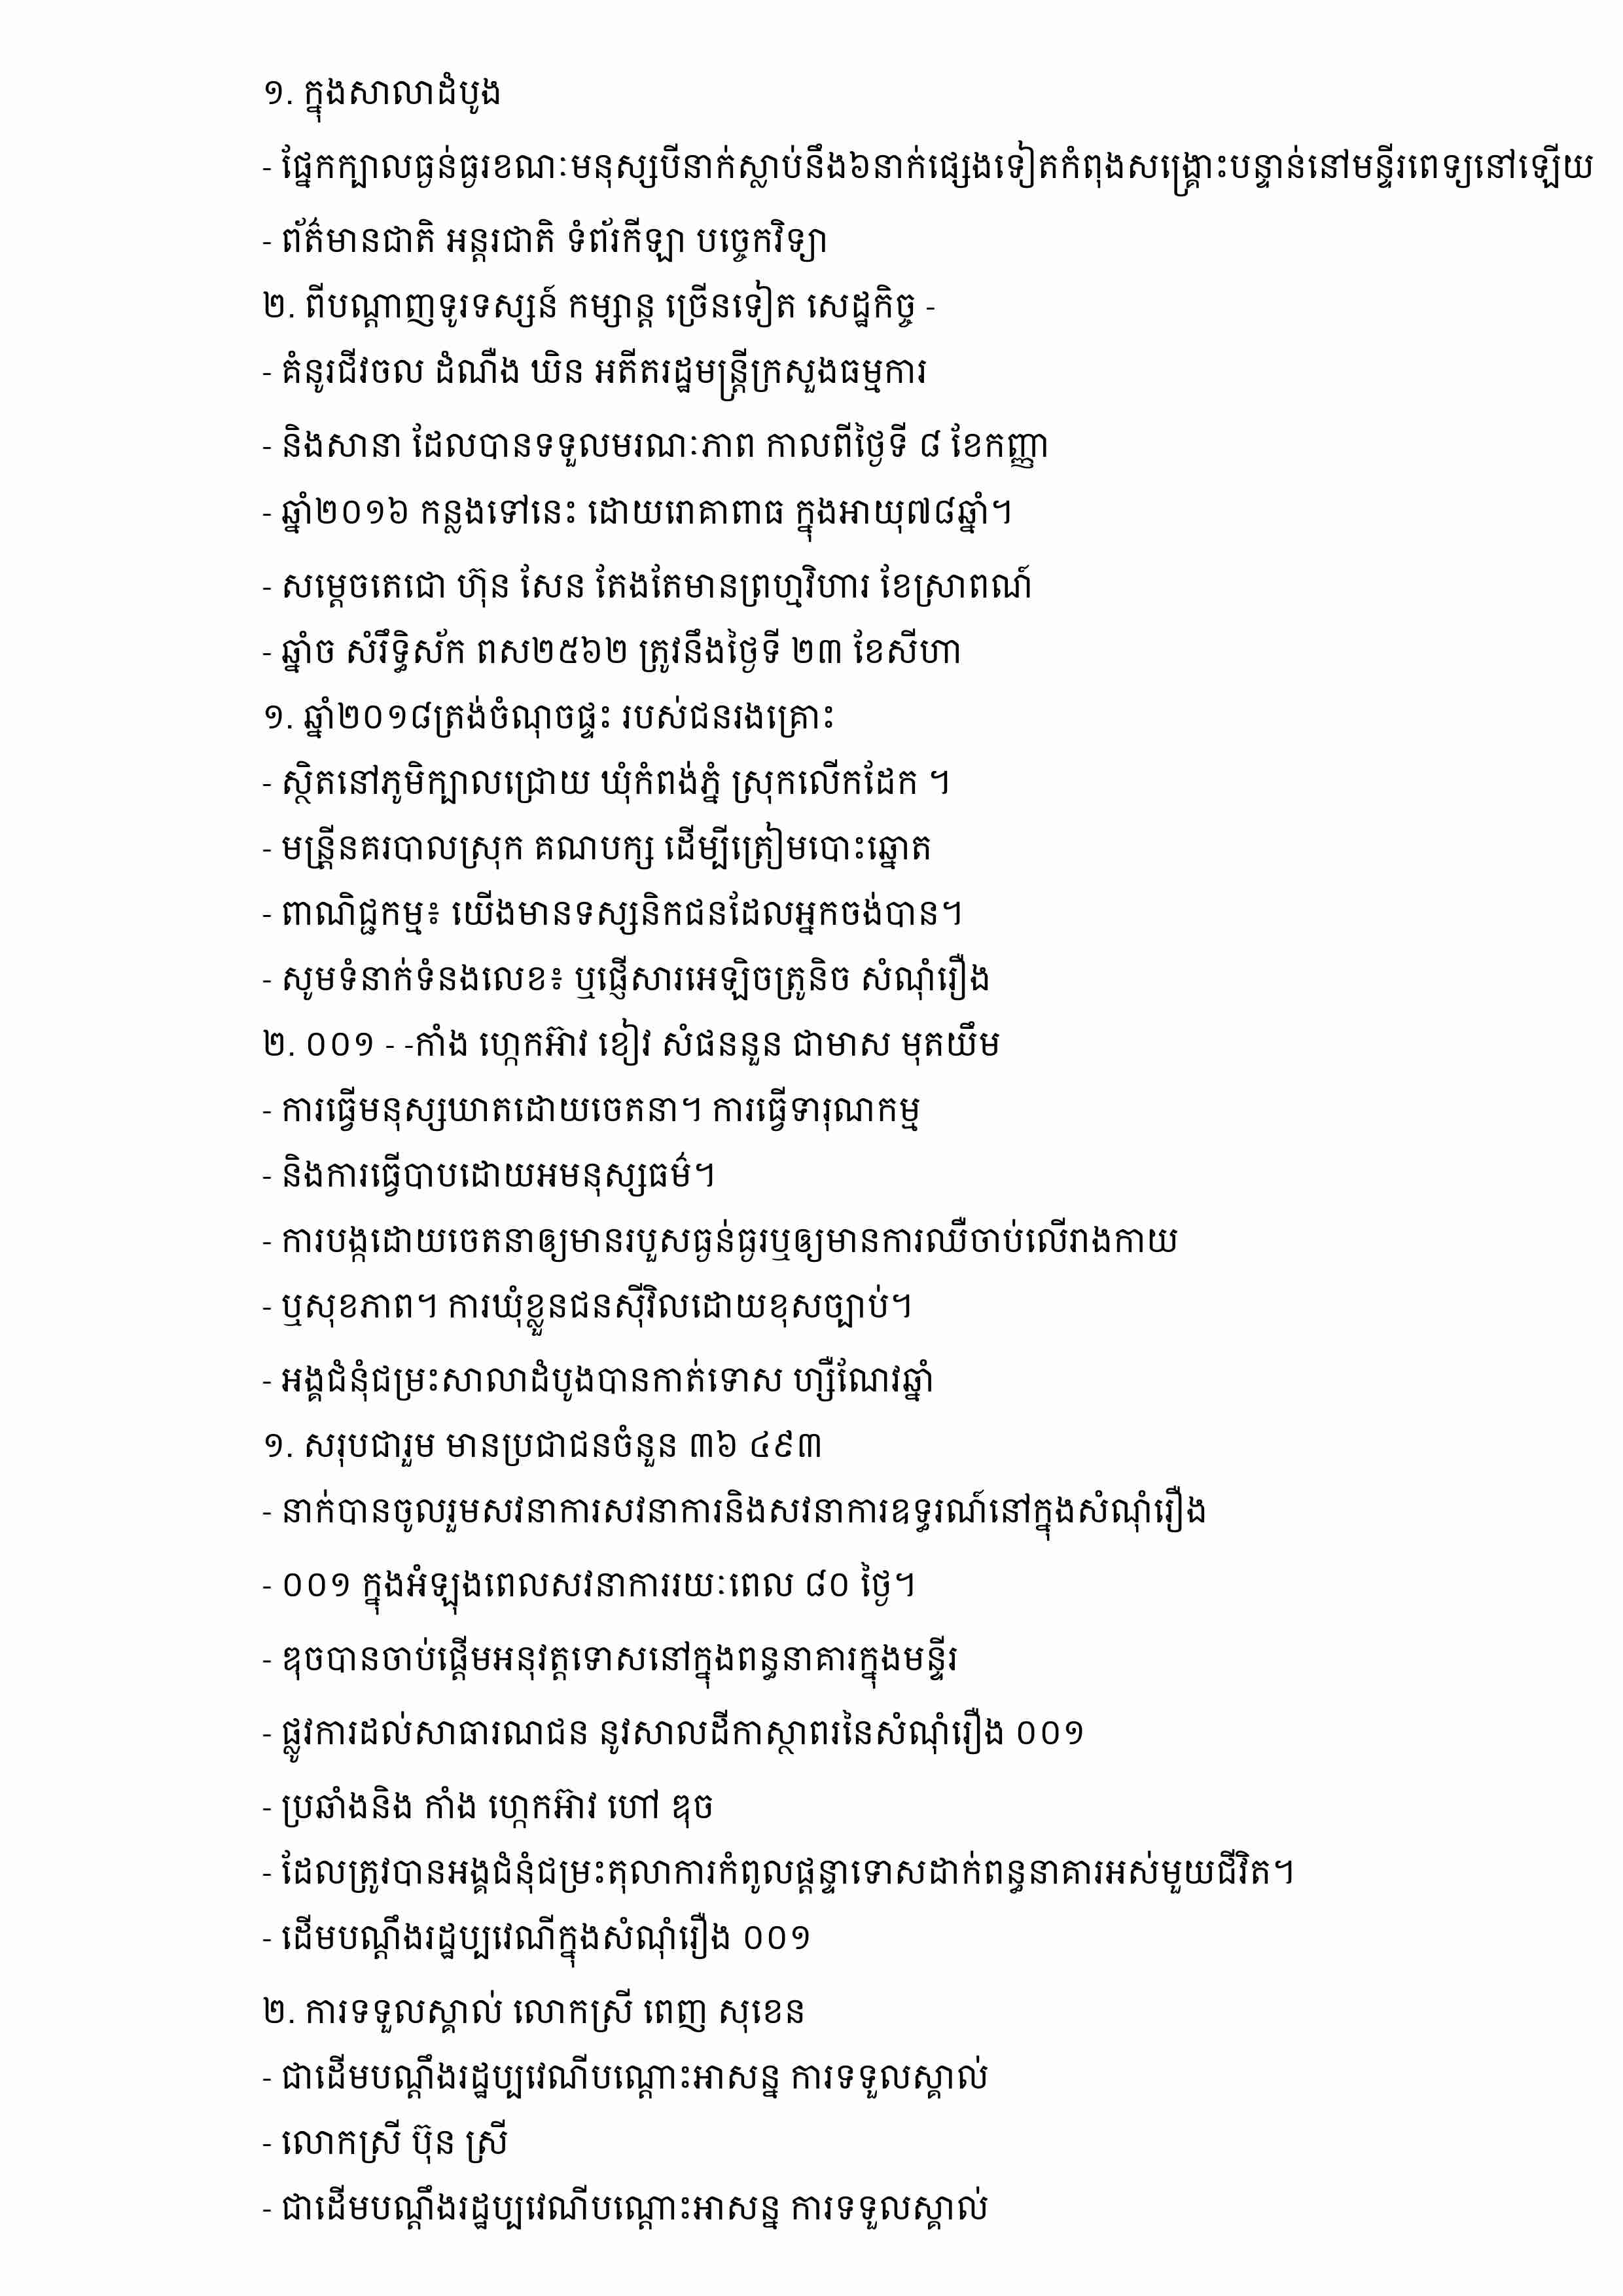 ១. ក្នុងសាលាដំបូង
- ផ្នែកក្បាលធ្ងន់ធ្ងរខណៈមនុស្សបីនាក់ស្លាប់នឹង៦នាក់ផ្សេងទៀតកំពុងសង្គ្រោះបន្ទាន់នៅមន្ទីរពេទ្យនៅឡើយ
- ព័ត៌មានជាតិ អន្តរជាតិ ទំព័រកីឡា បច្ចេកវិទ្យា
២. ពីបណ្តាញទូរទស្សន៍ កម្សាន្ត ច្រើនទៀត សេដ្ឋកិច្ច -
- គំនូរជីវចល ដំណឹង ឃិន អតីតរដ្ឋមន្ត្រីក្រសួងធម្មការ
- និងសានា ដែលបានទទួលមរណៈភាព កាលពីថ្ងៃទី ៨ ខែកញ្ញា
- ឆ្នាំ២០១៦ កន្លងទៅនេះ ដោយរោគាពាធ ក្នុងអាយុ៧៨ឆ្នាំ។
- សម្តេចតេជោ ហ៊ុន សែន តែងតែមានព្រហ្មវិហារ ខែស្រាពណ៍
- ឆ្នាំច សំរឹទ្ធិស័ក ពស២៥៦២ ត្រូវនឹងថ្ងៃទី ២៣ ខែសីហា
១. ឆ្នាំ២០១៨ត្រង់ចំណុចផ្ទះ របស់ជនរងគ្រោះ
- ស្ថិតនៅភូមិក្បាលជ្រោយ ឃុំកំពង់ភ្នំ ស្រុកលើកដែក ។
- មន្ត្រីនគរបាលស្រុក គណបក្ស ដើម្បីត្រៀមបោះឆ្នោត
- ពាណិជ្ជកម្ម៖ យើងមានទស្សនិកជនដែលអ្នកចង់បាន។
- សូមទំនាក់ទំនងលេខ៖ ឬផ្ញើសារអេឡិចត្រូនិច សំណុំរឿង
២. ០០១ - -កាំង ហ្គេកអ៊ាវ ខៀវ សំផននួន ជាមាស មុតយឹម
- ការធ្វើមនុស្សឃាតដោយចេតនា។ ការធ្វើទារុណកម្ម
- និងការធ្វើបាបដោយអមនុស្សធម៌។
- ការបង្កដោយចេតនាឲ្យមានរបួសធ្ងន់ធ្ងរឬឲ្យមានការឈឺចាប់លើរាងកាយ
- ឬសុខភាព។ ការឃុំខ្លួនជនស៊ីវិលដោយខុសច្បាប់។
- អង្គជំនុំជម្រះសាលាដំបូងបានកាត់ទោស ហ្ស៊ីណែវឆ្នាំ
១. សរុបជារួម មានប្រជាជនចំនួន ៣៦ ៤៩៣
- នាក់បានចូលរួមសវនាការសវនាការនិងសវនាការឧទ្ធរណ៍នៅក្នុងសំណុំរឿង
- ០០១ ក្នុងអំឡុងពេលសវនាការរយៈពេល ៨០ ថ្ងៃ។
- ឌុចបានចាប់ផ្តើមអនុវត្តទោសនៅក្នុងពន្ធនាគារក្នុងមន្ទីរ
- ផ្លូវការដល់សាធារណជន នូវសាលដីកាស្ថាពរនៃសំណុំរឿង ០០១
- ប្រឆាំងនិង កាំង ហ្គេកអ៊ាវ ហៅ ឌុច
- ដែលត្រូវបានអង្គជំនុំជម្រះតុលាការកំពូលផ្តន្ទាទោសដាក់ពន្ធនាគារអស់មួយជីវិត។
- ដើមបណ្តឹងរដ្ឋប្បវេណីក្នុងសំណុំរឿង ០០១
២. ការទទួលស្គាល់ លោកស្រី ពេញ សុខេន
- ជាដើមបណ្តឹងរដ្ឋប្បវេណីបណ្តោះអាសន្ន ការទទួលស្គាល់
- លោកស្រី ប៊ុន ស្រី
- ជាដើមបណ្តឹងរដ្ឋប្បវេណីបណ្តោះអាសន្ន ការទទួលស្គាល់